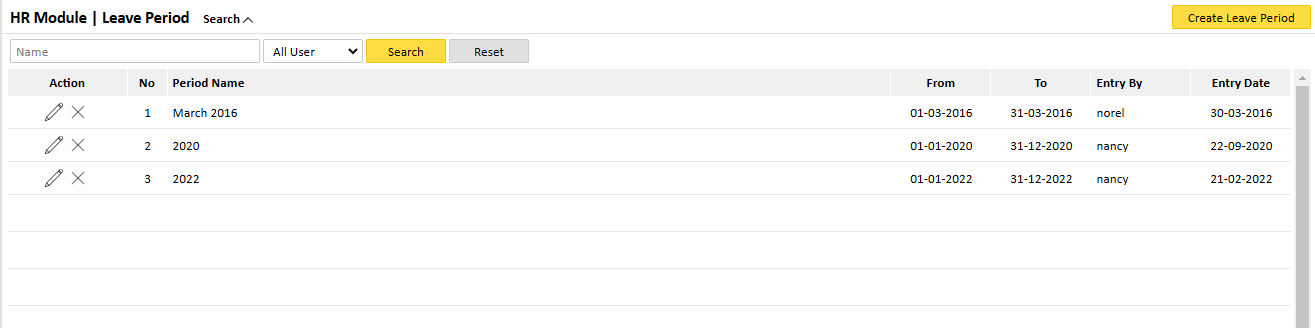 HR Module | Leave Period Search Create Leave Period
Name All User Search Reset
Action No Period Name From To Entry By Entry Date
1 March 2016 01-03-2016 31-03-2016 norel 30-03-2016
2 2020 01-01-2020 31-12-2020 nancy 22-09-2020
3 2022 01-01-2022 31-12-2022 nancy 21-02-2022